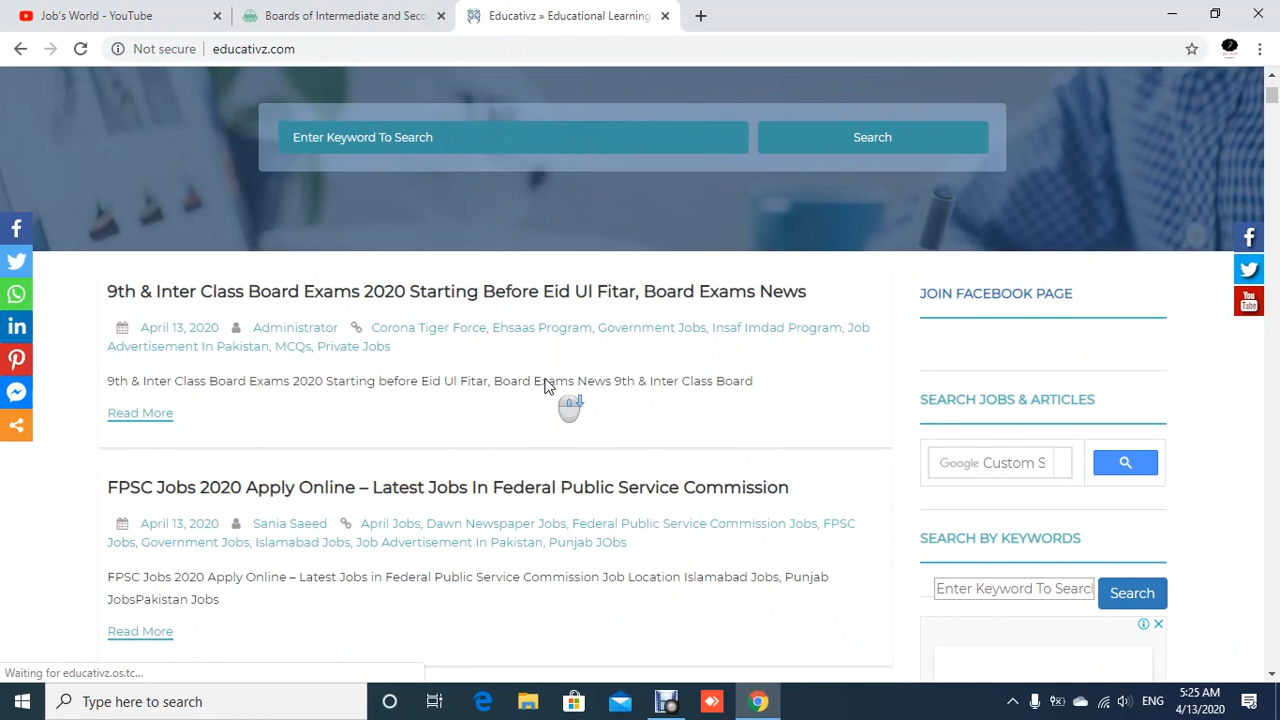 Job's World - YouTube
Boards of Intermediate and Seco
Educativz » Educational Learning
Not secure
educativz.com
Enter Keyword To Search
Search
9th & Inter Class Board Exams 2020 Starting Before Eid Ul Fitar, Board Exams News
April 13, 2020 Administrator Corona Tiger Force, Ehsaas Program, Government Jobs, Insaf Imdad Program, Job
Advertisement In Pakistan, MCQs, Private Jobs
9th & Inter Class Board Exams 2020 Starting before Eid Ul Fitar, Board Exams News 9th & Inter Class Board
Read More
FPSC Jobs 2020 Apply Online – Latest Jobs In Federal Public Service Commission
April 13, 2020 Sania Saeed April Jobs, Dawn Newspaper Jobs, Federal Public Service Commission Jobs, FPSC
Jobs, Government Jobs, Islamabad Jobs, Job Advertisement In Pakistan, Punjab JObs
FPSC Jobs 2020 Apply Online – Latest Jobs in Federal Public Service Commission Job Location Islamabad Jobs, Punjab
JobsPakistan Jobs
Read More
JOIN FACEBOOK PAGE
SEARCH JOBS & ARTICLES
Google Custom S
SEARCH BY KEYWORDS
Enter Keyword To Searc
Search
You
Tube
Waiting for educativz.os.tc...
Type here to search
ENG
5:25 AM
4/13/2020